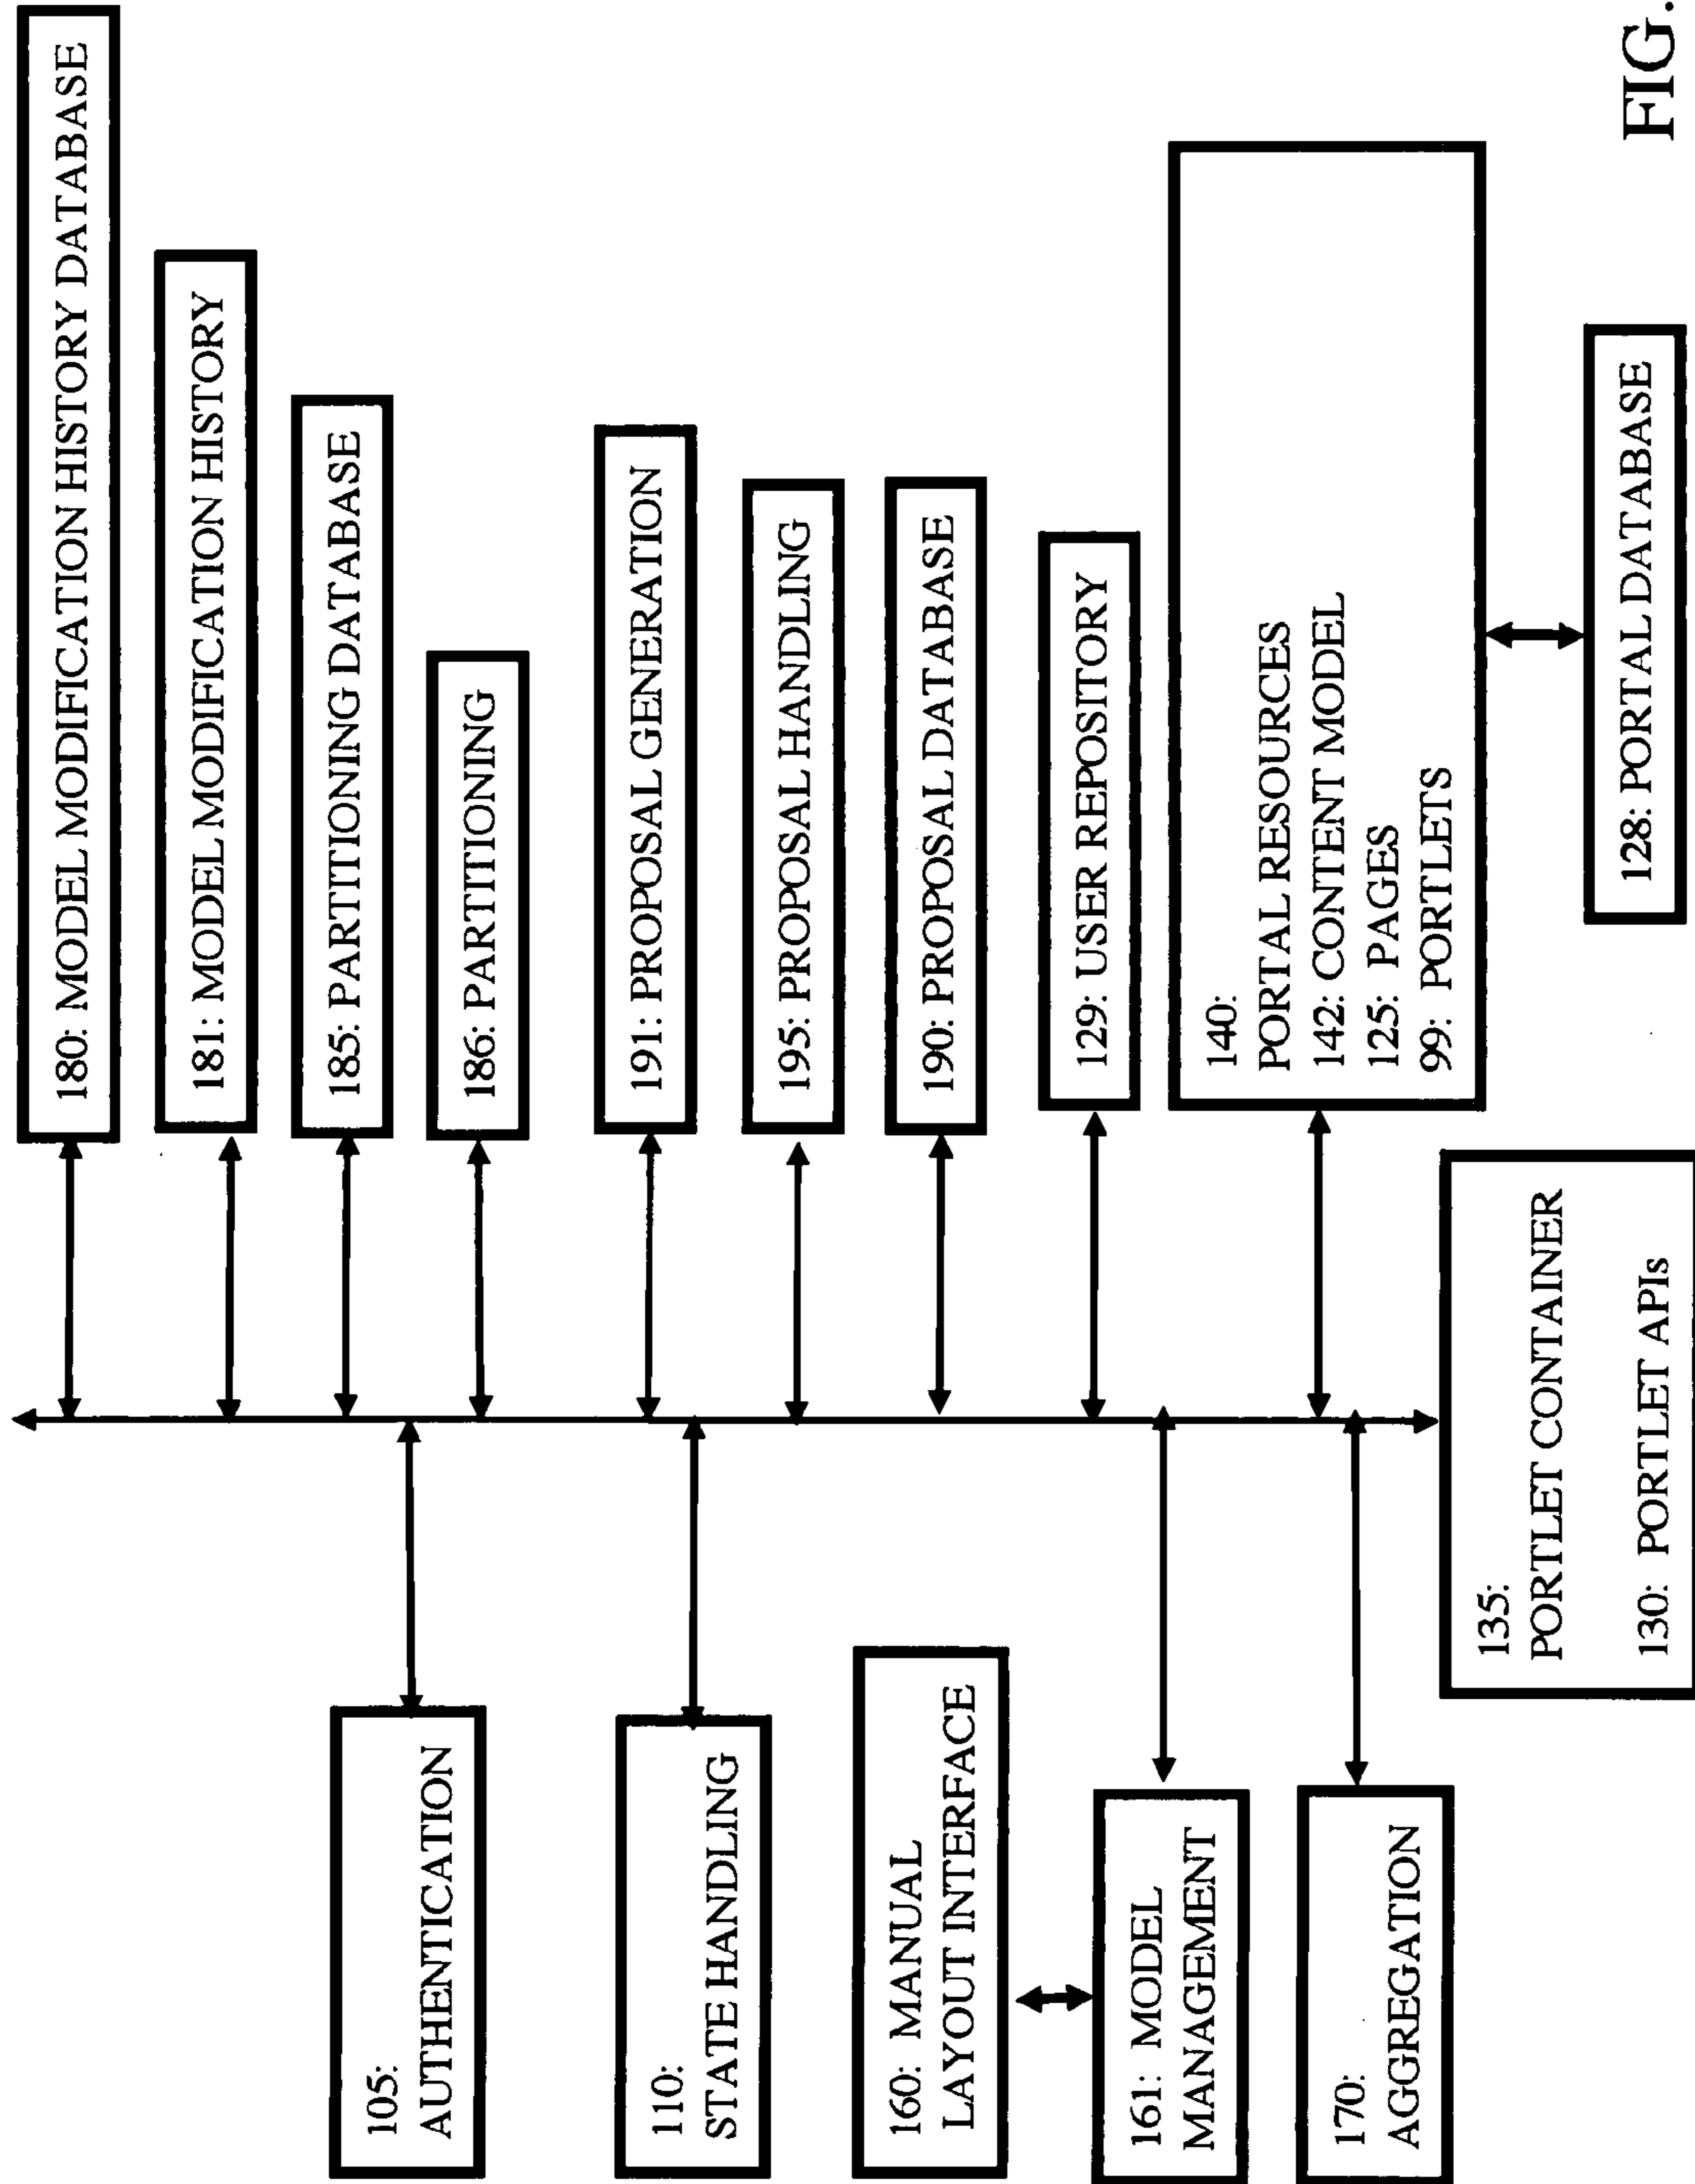 180: MODEL MODIFICATION HISTORY DATABASE
181: MODEL MODIFICATION HISTORY
185: PARTITIONING DATABASE
186: PARTITIONING
191: PROPOSAL GENERATION
195: PROPOSAL HANDLING
190: PROPOSAL DATABASE
129: USER REPOSITORY
140:
PORTAL RESOURCES
142: CONTENT MODEL
125: PAGES
99: PORTLETS
128: PORTAL DATABASE
105:
AUTHENTICATION
110:
STATE HANDLING
160: MANUAL
LAYOUT INTERFACE
161: MODEL
MANAGEMENT
170:
AGGREGATION
135:
PORTLET CONTAINER
130: PORTLET APIs
FIG.